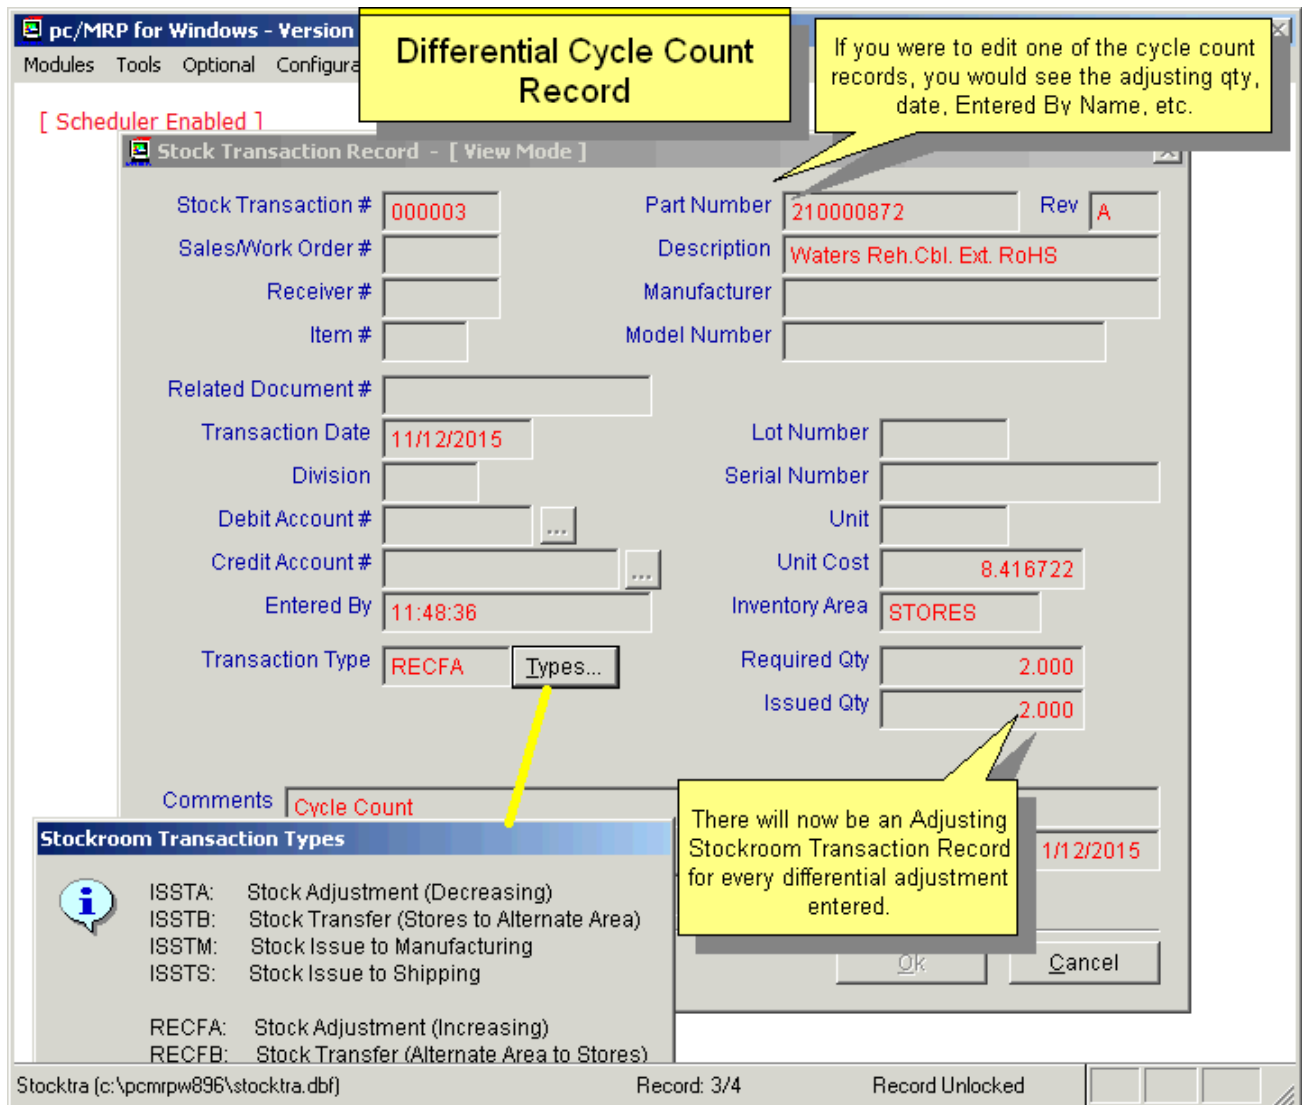 pc/MRP for Windows - Version
Modules Tools Optional Configura
Differential Cycle Count
Record
If you were to edit one of the cycle count
records, you would see the adjusting qty,
date, Entered By Name, etc.
[ Scheduler Enabled ]
Stock Transaction Record - [ View Mode ]
Stock Transaction # 000003 Part Number 210000872 Rev A
Sales/Work Order # Description Waters Reh.Cbl. Ext. RoHS
Receiver # Manufacturer
Item # Model Number
Related Document #
Transaction Date 11/12/2015 Lot Number
Division Serial Number
Debit Account # ... Unit
Credit Account # ... Unit Cost 8.416722
Entered By 11:48:36 Inventory Area STORES
Transaction Type RECFA Types... Required Qty 2.000
Issued Qty 2.000
Comments Cycle Count
There will now be an Adjusting
Stockroom Transaction Record
for every differential adjustment
entered.
1/12/2015
Stockroom Transaction Types
ISSTA: Stock Adjustment (Decreasing)
ISSTB: Stock Transfer (Stores to Alternate Area)
ISSTM: Stock Issue to Manufacturing
ISSTS: Stock Issue to Shipping
RECFA: Stock Adjustment (Increasing)
RECFB: Stock Transfer (Alternate Area to Stores)
Ok Cancel
Stocktra (c:\pcmrpw896\stocktra.dbf) Record: 3/4 Record Unlocked